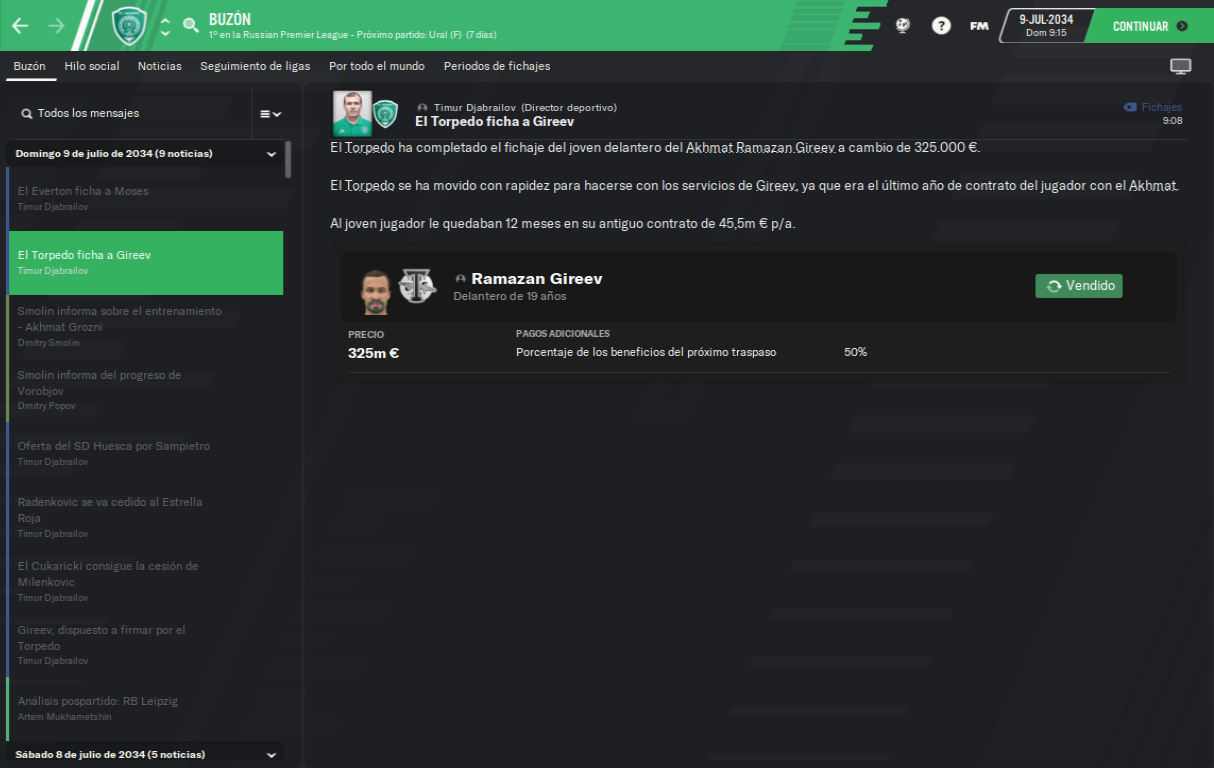 BUZÓN
1º en la Russian Premier League - Próximo partido: Ural (F) (7 días)
?
FM
9-JUL-2034
Dom 9:15
CONTINUAR
Buzón
Hilo social
Noticias
Seguimiento de ligas
Por todo el mundo
Periodos de fichajes
Todos los mensajes
Domingo 9 de julio de 2034 (9 noticias)
El Everton ficha a Moses
Timur Djabrailov
El Torpedo ficha a Gireev
Timur Djabrailov
Smolin informa sobre el entrenamiento
- Akhmat Grozni
Dmitry Smolin
Smolin informa del progreso de
Vorobjov
Dmitry Popov
Oferta del SD Huesca por Sampietro
Timur Djabrailov
Radenkovic se va cedido al Estrella
Roja
Timur Djabrailov
El Cukaricki consigue la cesión de
Milenkovic
Timur Djabrailov
Gireev, dispuesto a firmar por el
Torpedo
Timur Djabrailov
Análisis pospartido: RB Leipzig
Artem Mukhametshin
Sábado 8 de julio de 2034 (5 noticias)
Timur Djabrailov (Director deportivo)
El Torpedo ficha a Gireev
Fichajes
9:08
El Torpedo ha completado el fichaje del joven delantero del Akhmat Ramazan Gireev a cambio de 325.000 €.
El Torpedo se ha movido con rapidez para hacerse con los servicios de Gireev, ya que era el último año de contrato del jugador con el Akhmat.
Al joven jugador le quedaban 12 meses en su antiguo contrato de 45,5m € p/a.
Ramazan Gireev
Delantero de 19 años
Vendido
PRECIO
325m €
PAGOS ADICIONALES
Porcentaje de los beneficios del próximo traspaso
50%